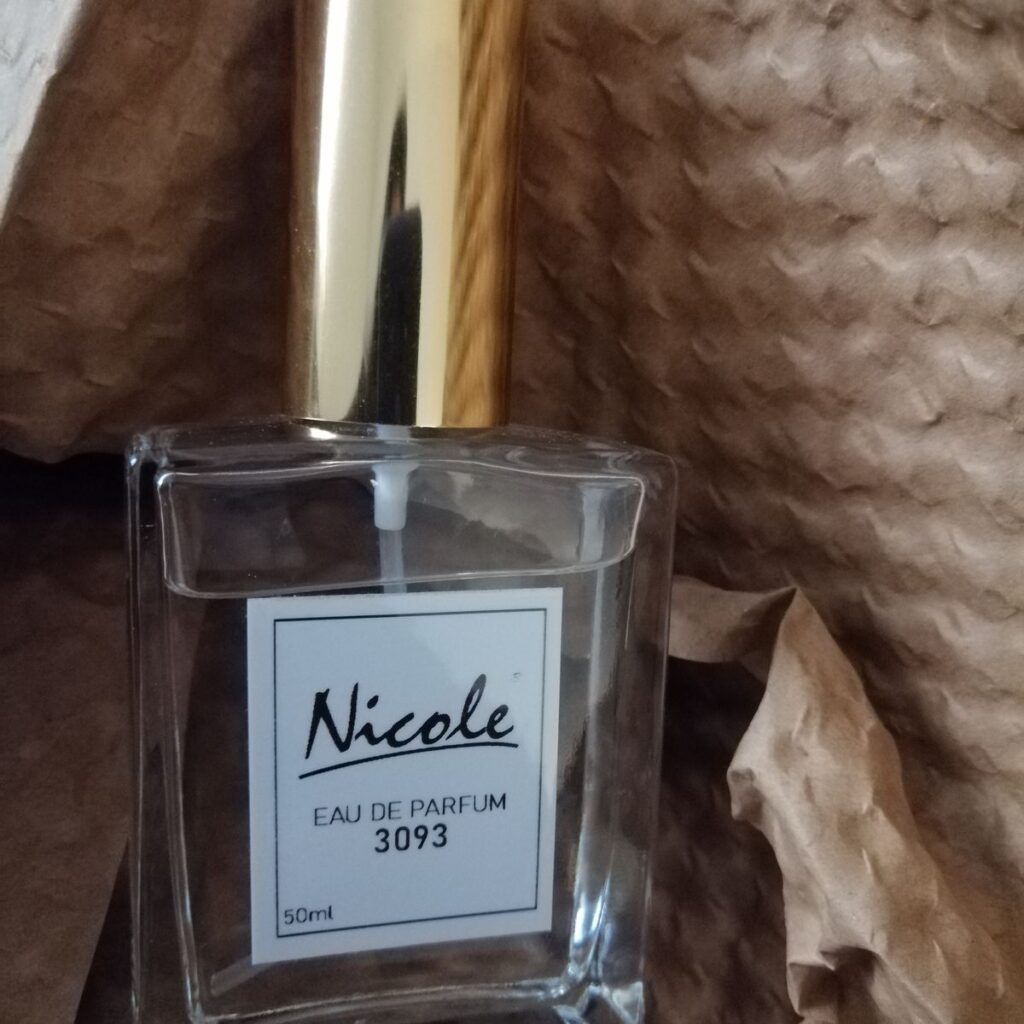 Nicole
EAU DE PARFUM
3093
50ml